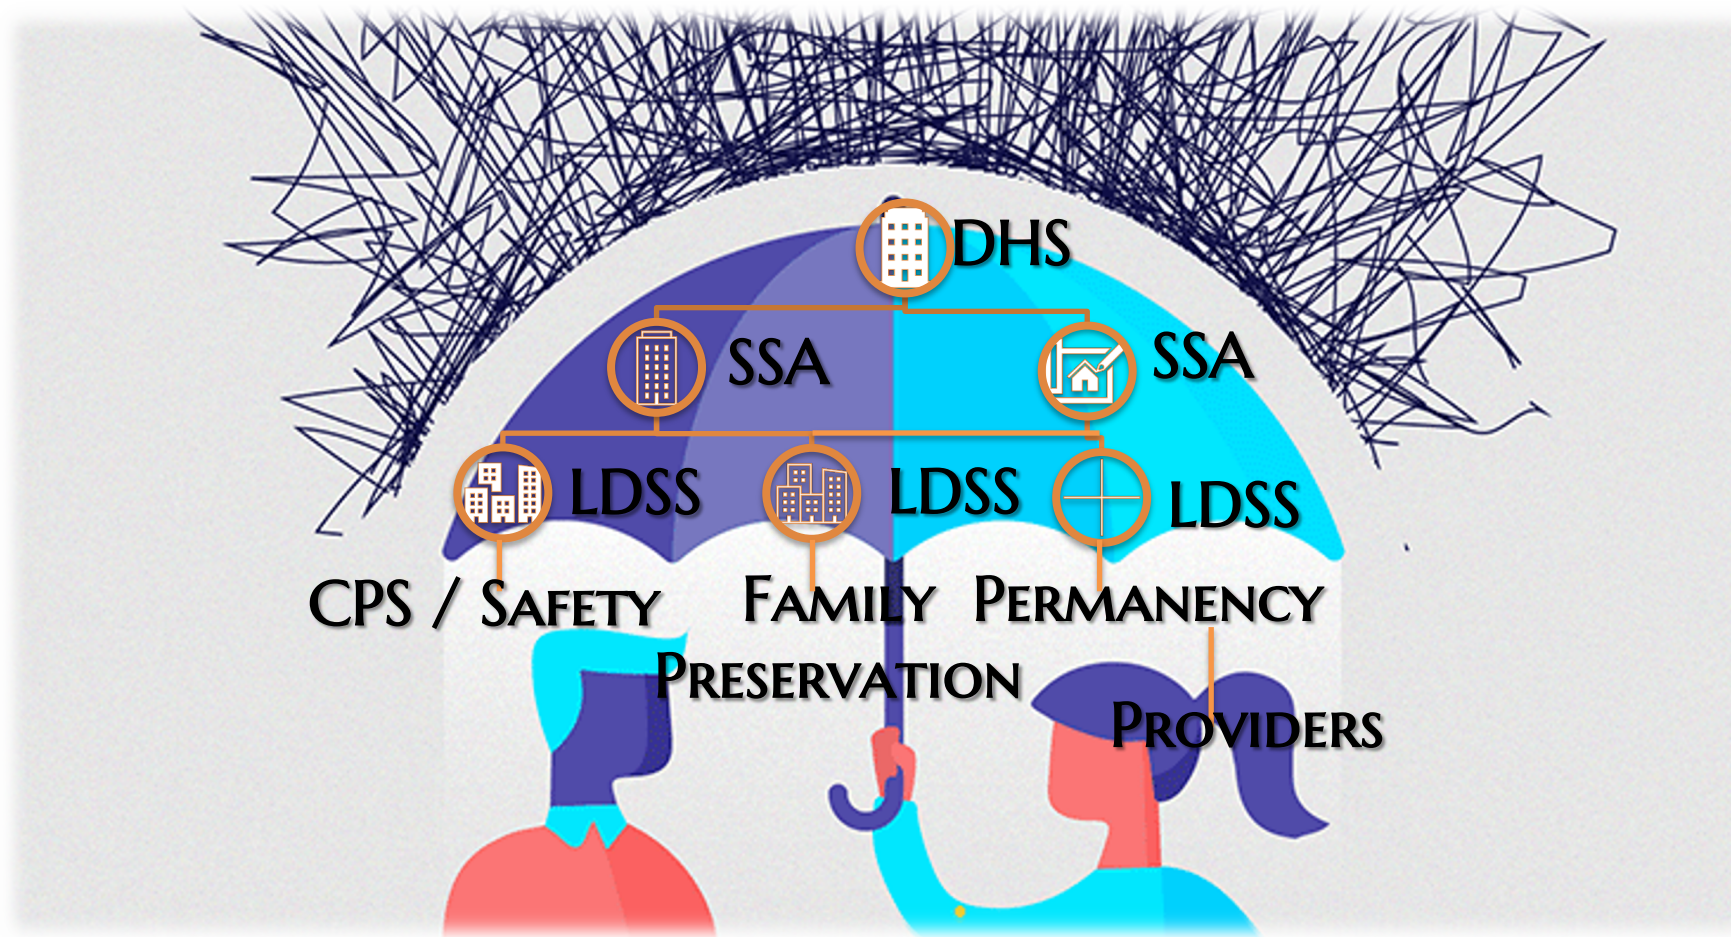 DHS
SSA
SSA
LDSS
LDSS
LDSS
CPS / Safety
Family
Preservation
Permanency
Providers